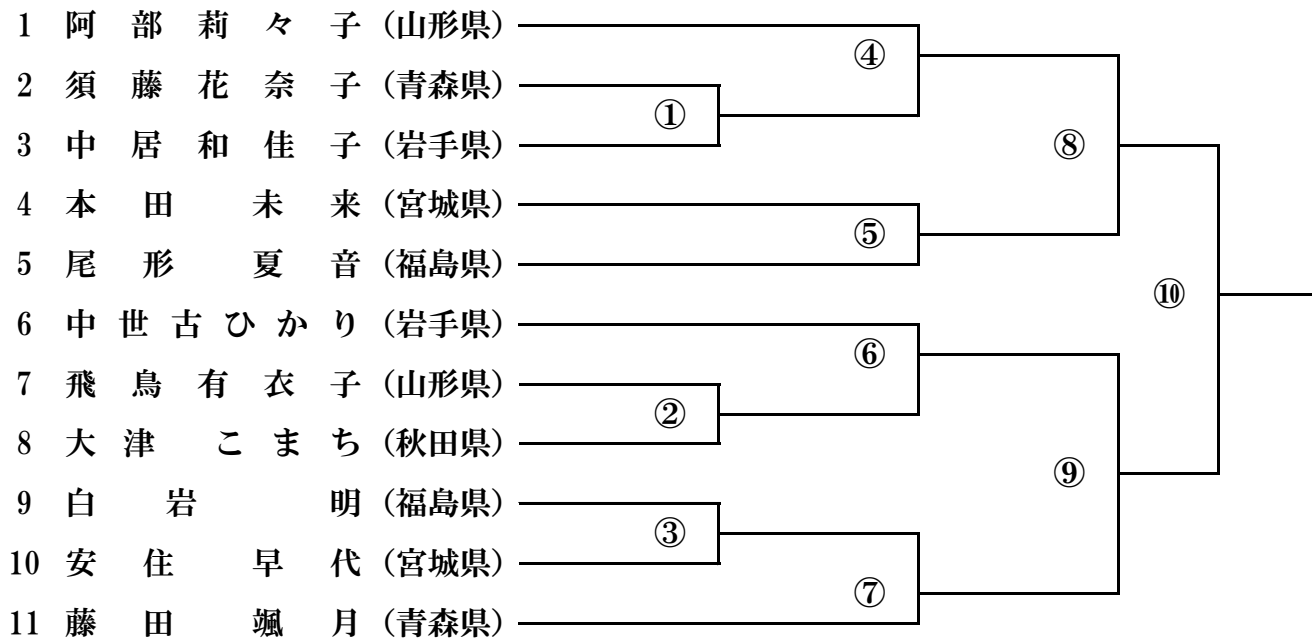 1 阿部莉々子(山形県)
④
2 須藤花奈子(青森県)
①
3 中居和佳子(岩手県)
⑧
4 本田未来(宮城県)
⑤
5 尾形夏音(福島県)
⑩
6 中世古ひかり(岩手県)
⑥
7 飛鳥有衣子(山形県)
②
8 大津こまち(秋田県)
⑨
9 白岩明(福島県)
③
10 安住早代(宮城県)
⑦
11 藤田颯月(青森県)